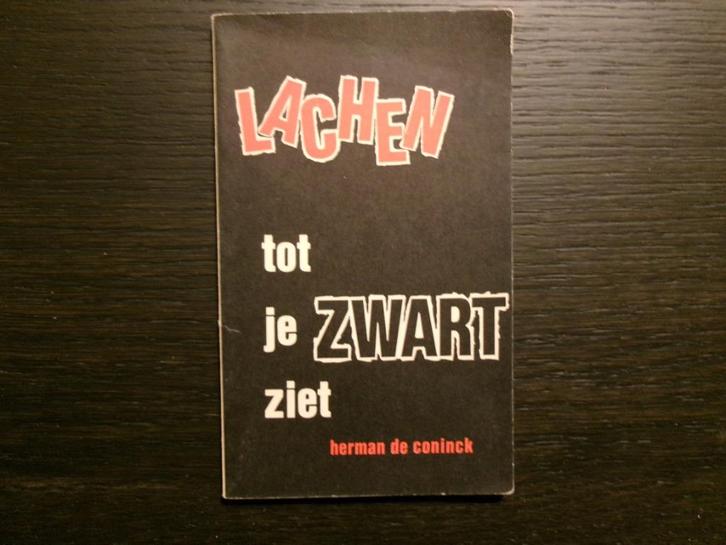 LACHEN
tot
je ZWART
ziet
herman de coninck